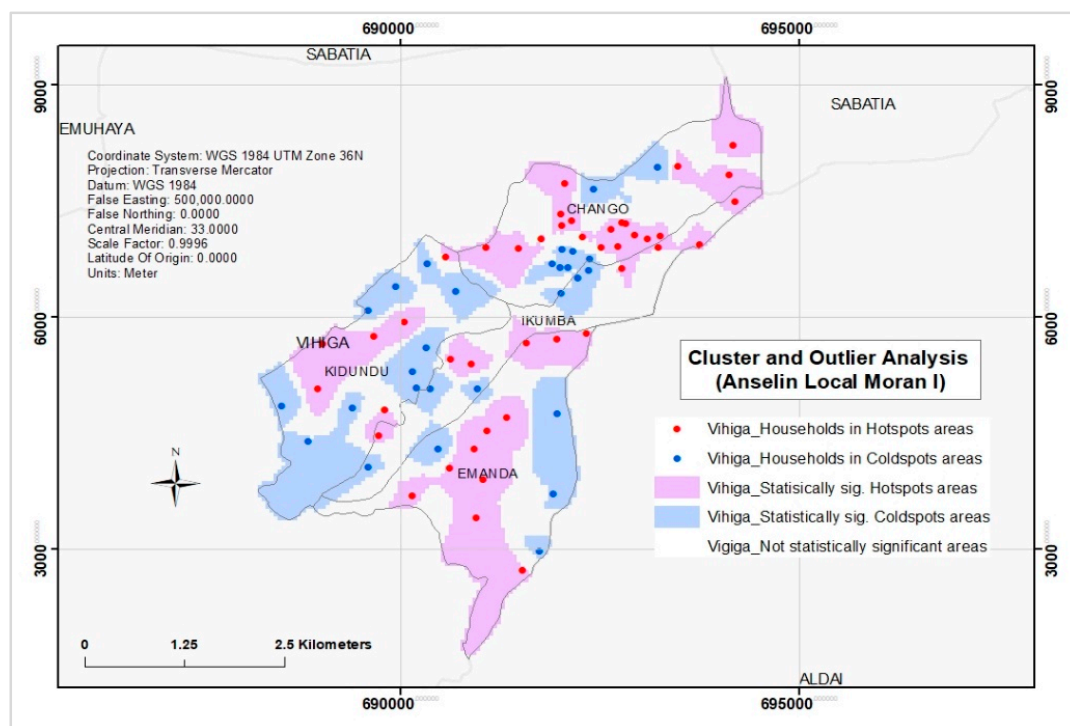 690000
695000
SABATIA
9000
9000
SABATIA
EMUHAYA
Coordinate System: WGS 1984 UTM Zone 36N
Projection: Transverse Mercator
Datum: WGS 1984
False Easting: 500,000.0000
False Northing: 0.0000
Central Meridian: 33.0000
Scale Factor: 0.9996
Latitude Of Origin: 0.0000
Units: Meter
CHANGO
6000
IKUMBA
6000
VIHIGA
KIDUNDU
Cluster and Outlier Analysis
(Anselin Local Moran I)
Vihiga_Households in Hotspots areas
Vihiga_Households in Coldspots areas
N
EMANDA
Vihiga_Statisically sig. Hotspots areas
Vihiga_Statistically sig. Coldspots areas
Vigiga_Not statistically significant areas
3000
3000
0 1.25 2.5 Kilometers
ALDAI
690000
695000